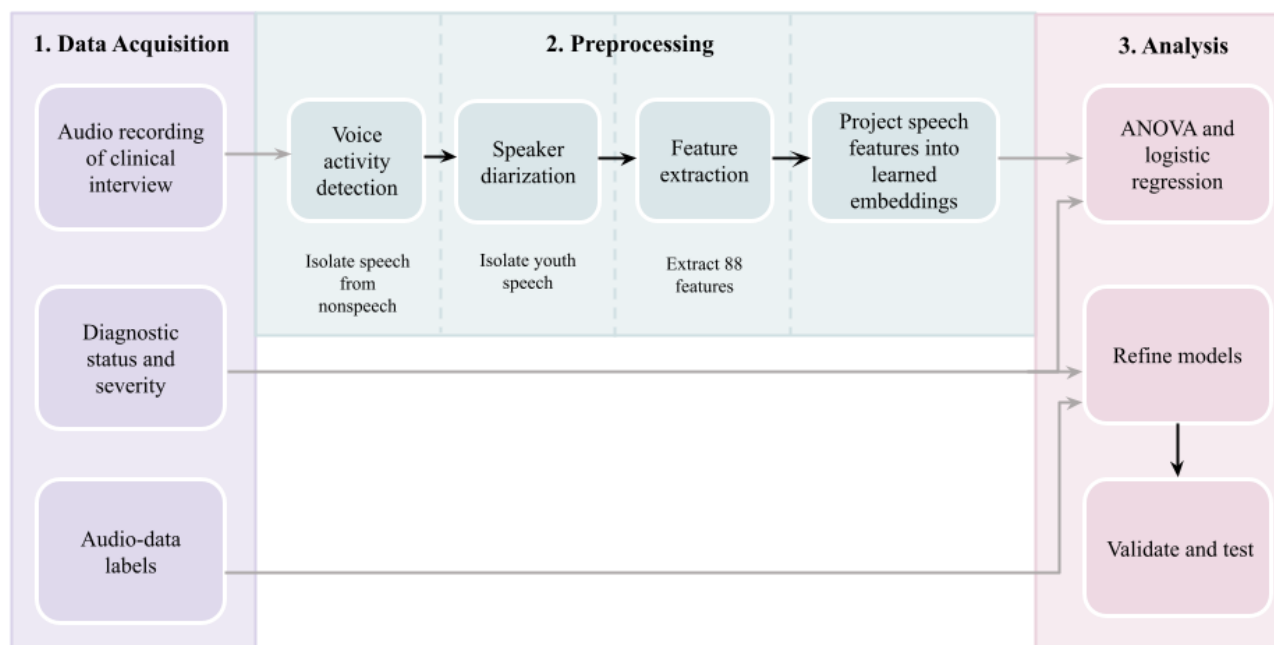 1. Data Acquisition
2. Preprocessing
3. Analysis
Audio recording
of clinical
interview
Voice
activity
detection
Speaker
diarization
Feature
extraction
Project speech
features into
learned
embeddings
ANOVA and
logistic
regression
Isolate speech
from
nonspeech
Isolate youth
speech
Extract 88
features
Diagnostic
status and
severity
Refine models
Audio-data
labels
Validate and test